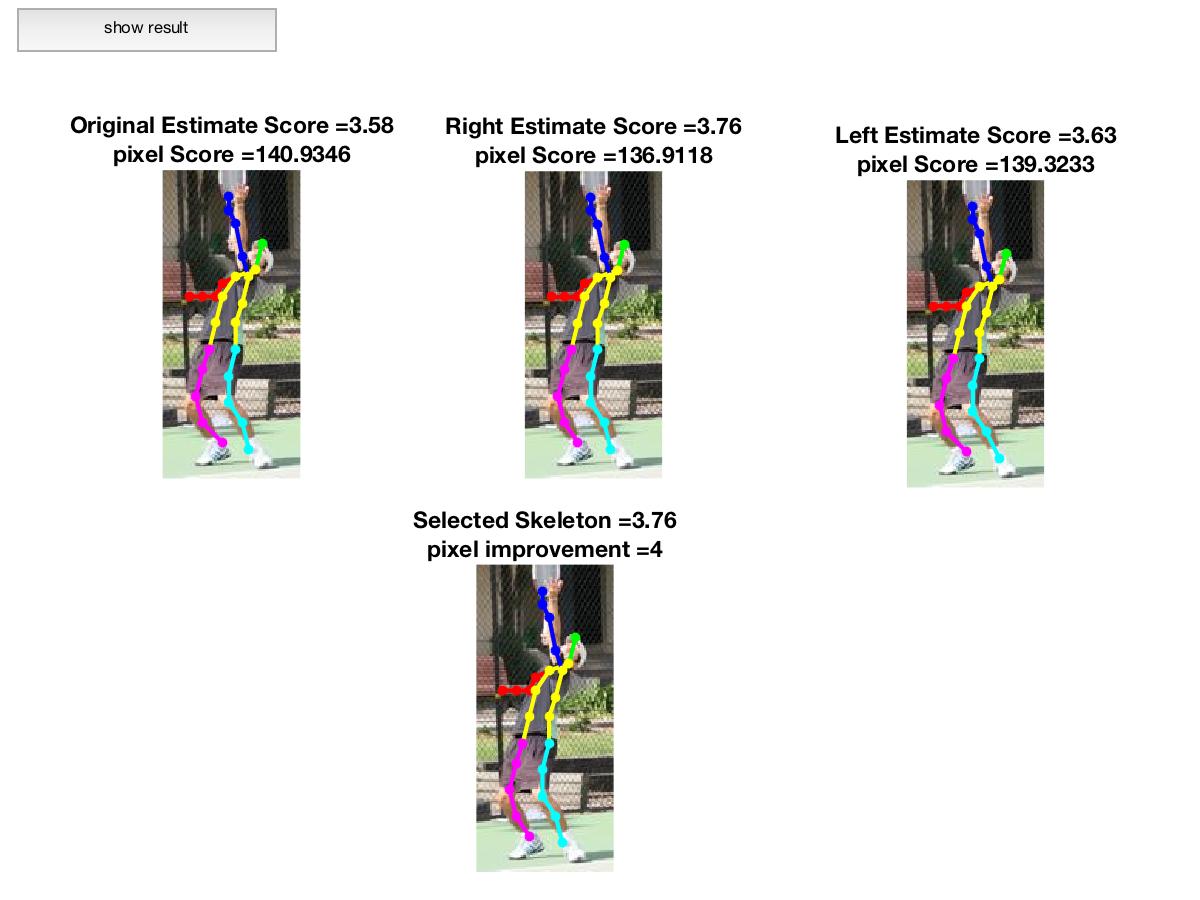 show result
Original Estimate Score =3.58
pixel Score =140.9346
Right Estimate Score =3.76
pixel Score =136.9118
Left Estimate Score =3.63
pixel Score =139.3233
Selected Skeleton =3.76
pixel improvement =4